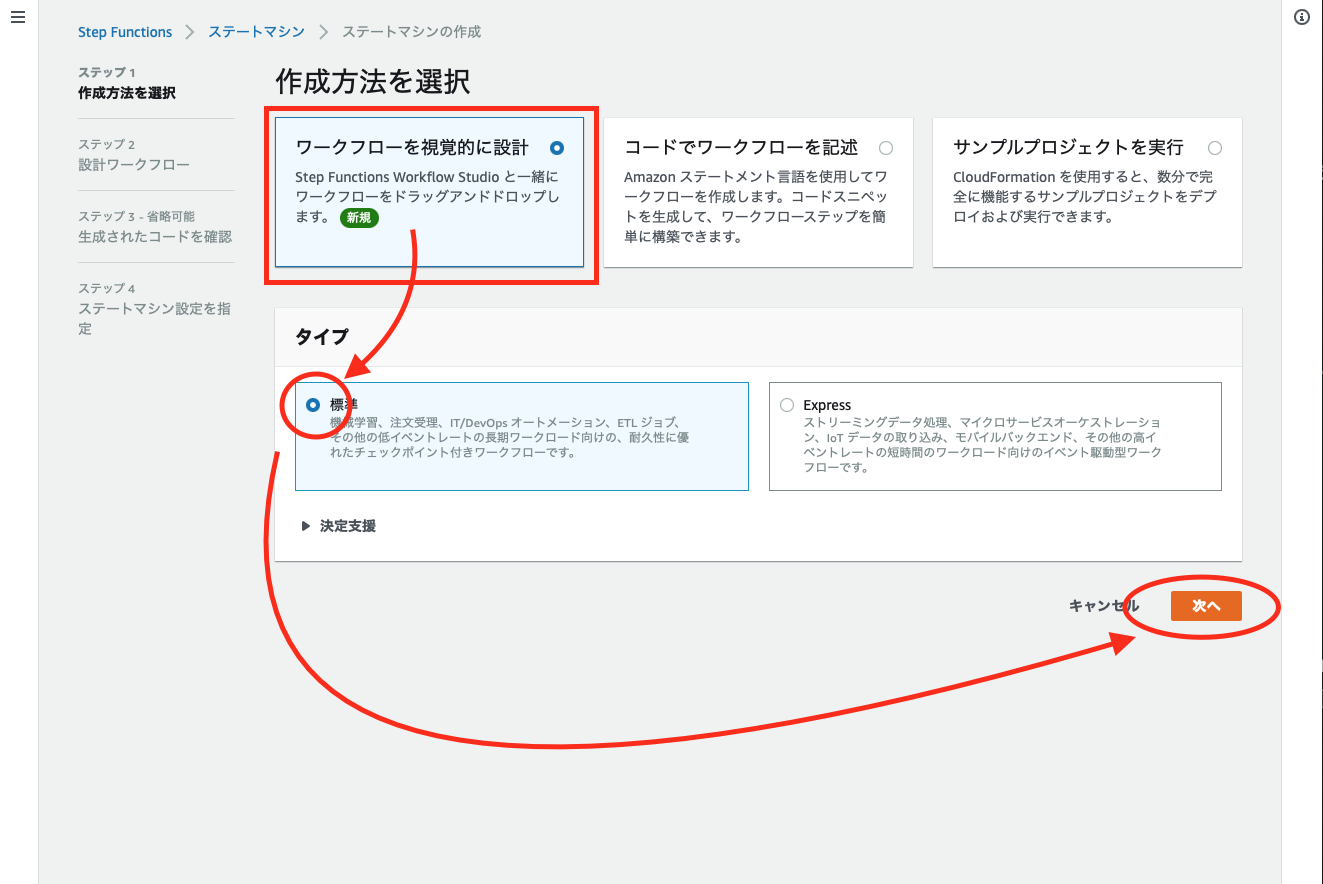 Step Functions > ステートマシン > ステートマシンの作成
ステップ 1
作成方法を選択
ステップ 2
設計ワークフロー
ステップ 3 - 省略可能
生成されたコードを確認
ステップ 4
ステートマシン設定を指
定
作成方法を選択
ワークフローを視覚的に設計
Step Functions Workflow Studio と一緒に
ワークフローをドラッグアンドドロップし
ます。 新規
コードでワークフローを記述
Amazon ステートメント言語を使用してワ
ークフローを作成します。コードスニペッ
トを生成して、ワークフローステップを簡
単に構築できます。
サンプルプロジェクトを実行
CloudFormation を使用すると、数分で完
全に機能するサンプルプロジェクトをデプ
ロイおよび実行できます。
タイプ
標準
機械学習、注文受理、IT/DevOps オートメーション、ETL ジョブ、
その他の低イベントレートの長期ワークロード向けの、耐久性に優
れたチェックポイント付きワークフローです。
Express
ストリーミングデータ処理、マイクロサービスオーケストレーショ
ン、IoT データの取り込み、モバイルバックエンド、その他の高イ
ベントレートの短時間のワークロード向けのイベント駆動型ワーク
フローです。
決定支援
キャンセル
次へ